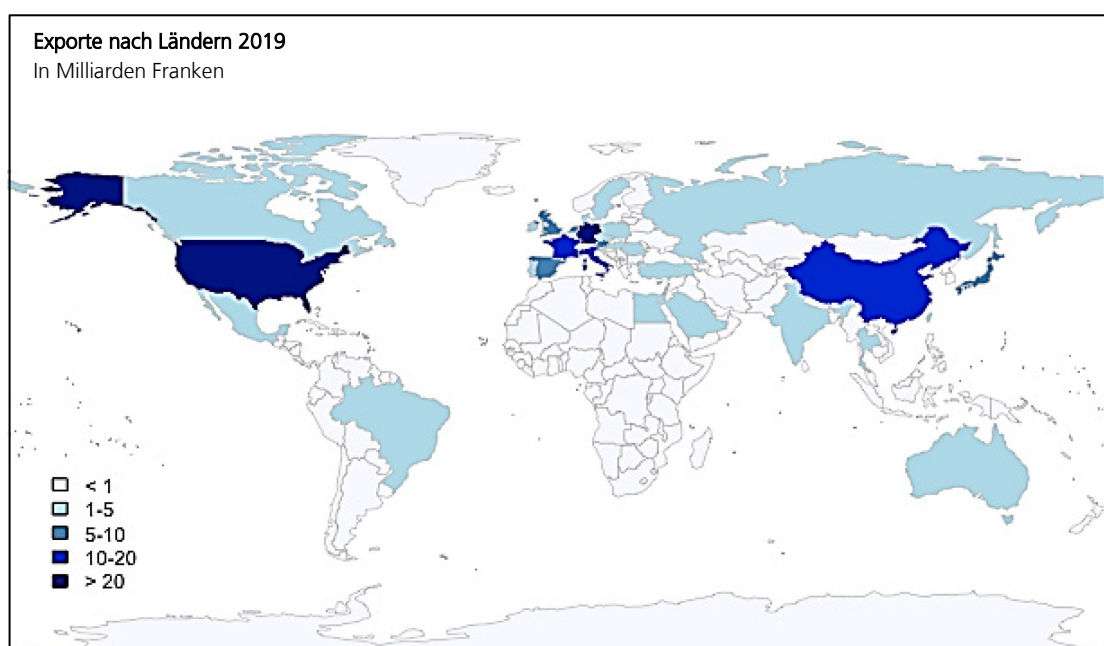 Exporte nach Ländern 2019
In Milliarden Franken
< 1
1-5
5-10
10-20
> 20